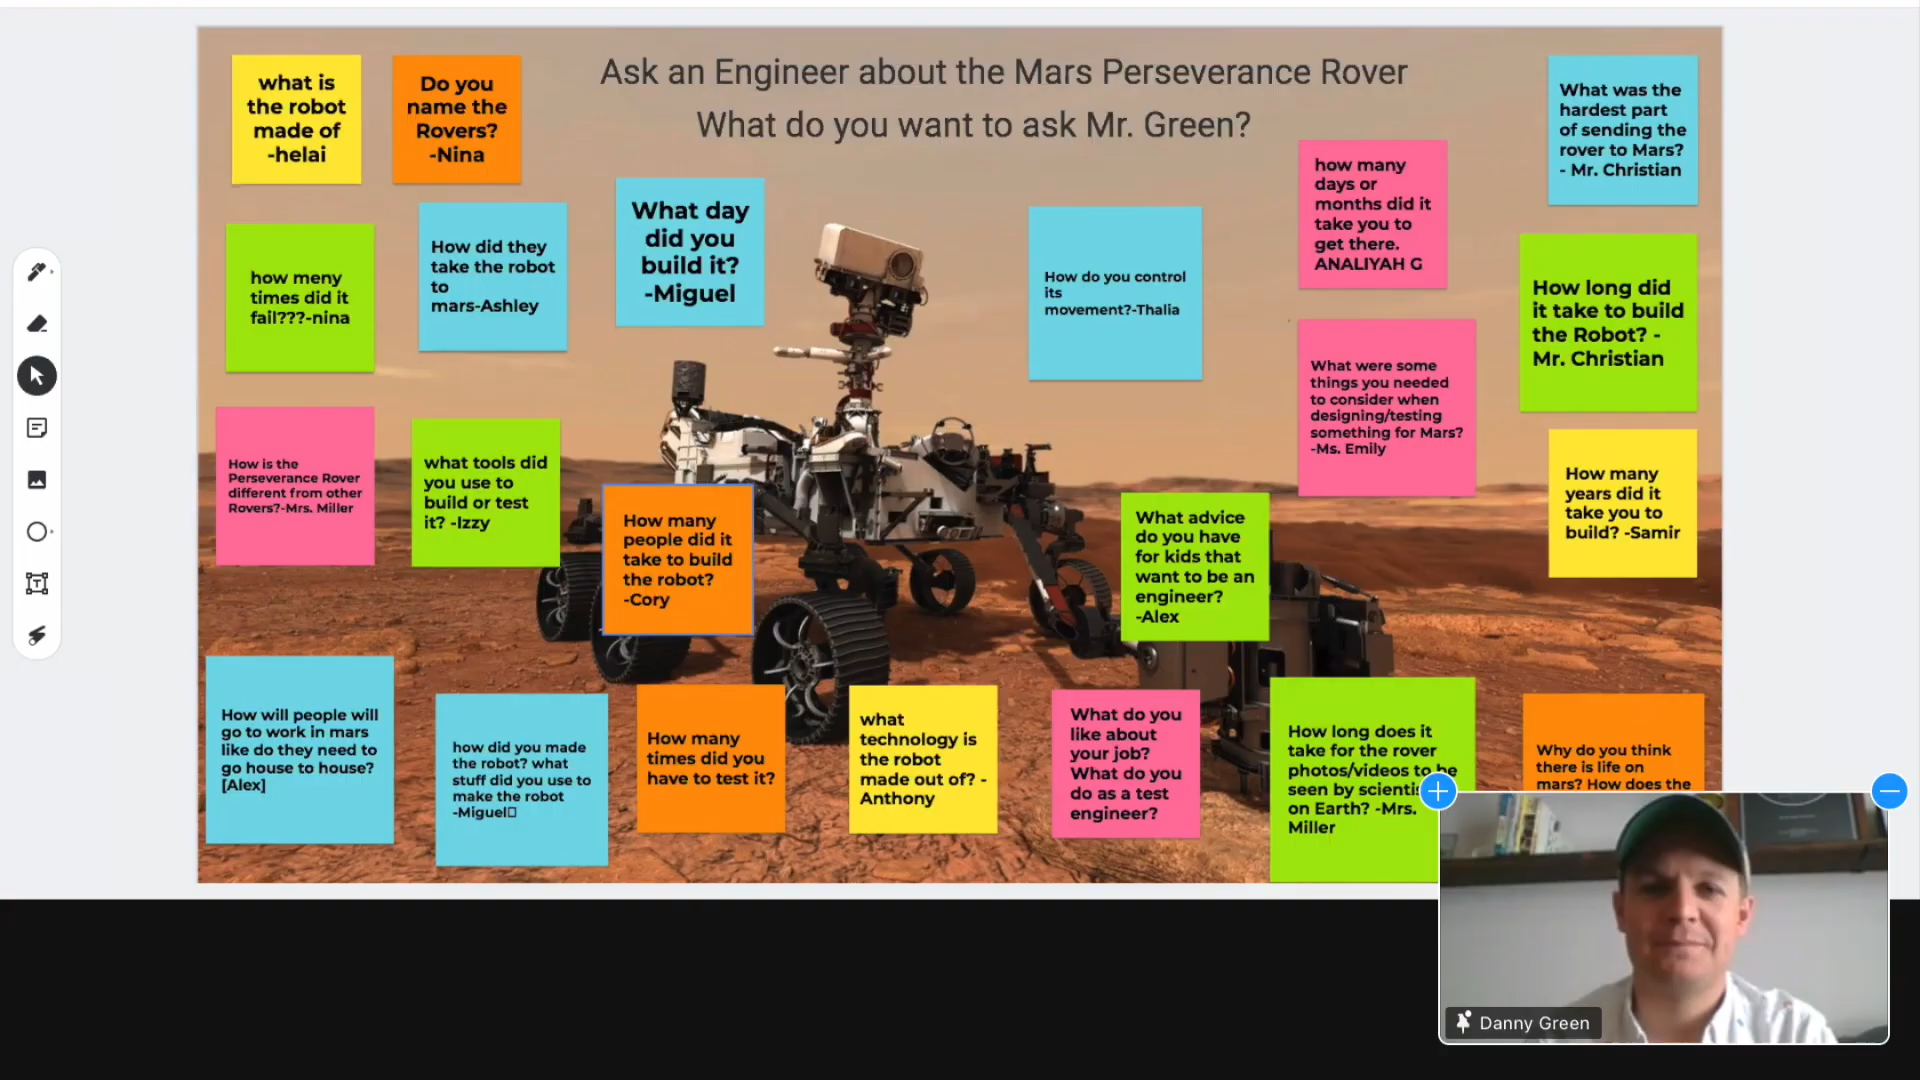 Ask an Engineer about the Mars Perseverance Rover
What do you want to ask Mr. Green?
what is
the robot
made of
-helai
Do you
name the
Rovers?
-Nina
What was the
hardest part
of sending the
rover to Mars?
- Mr. Christian
how many
days or
months did it
take you to
get there.
ANALIYAH G
how meny
times did it
fail???-nina
How did they
take the robot
to
mars-Ashley
What day
did you
build it?
-Miguel
How do you control
its
movement?-Thalia
How long did
it take to build
the Robot? -
Mr. Christian
What were some
things you needed
to consider when
designing/testing
something for Mars?
-Ms. Emily
How is the
Perseverance Rover
different from other
Rovers?-Mrs. Miller
what tools did
you use to
build or test
it? -Izzy
How many
people did it
take to build
the robot?
-Cory
What advice
do you have
for kids that
want to be an
engineer?
-Alex
How many
years did it
take you to
build? -Samir
How will people will
go to work in mars
like do they need to
go house to house?
[Alex]
how did you made
the robot? what
stuff did you use to
make the robot
-Miguel
How many
times did you
have to test it?
what
technology is
the robot
made out of? -
Anthony
What do you
like about
your job?
What do you
do as a test
engineer?
How long does it
take for the rover
photos/videos to be
seen by scienti
on Earth? -Mrs.
Miller
Why do you think
there is life on
mars? How does the
Danny Green